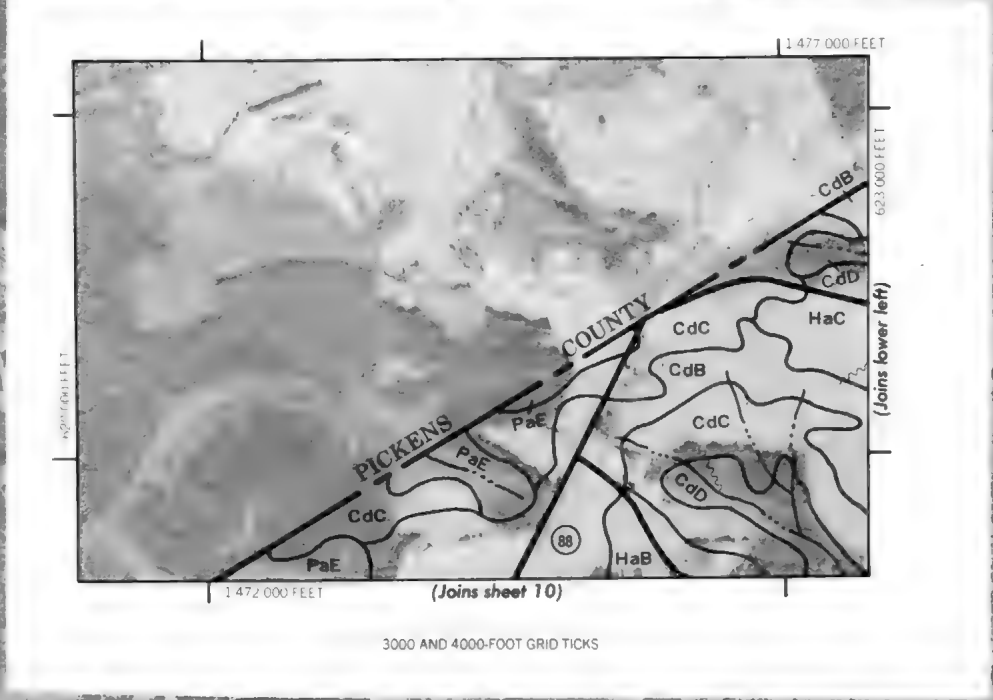 1 477 000 FEET
CdB
623 000 FEET
CdD
HaC
COUNTY
CdC
(Joins lower left)
CdB
PaE
CdC
PICKENS
PaE
CdD
CdC
88
PaE
HaB
1 472 000 FEET
(Joins sheet 10)
3000 AND 4000-FOOT GRID TICKS